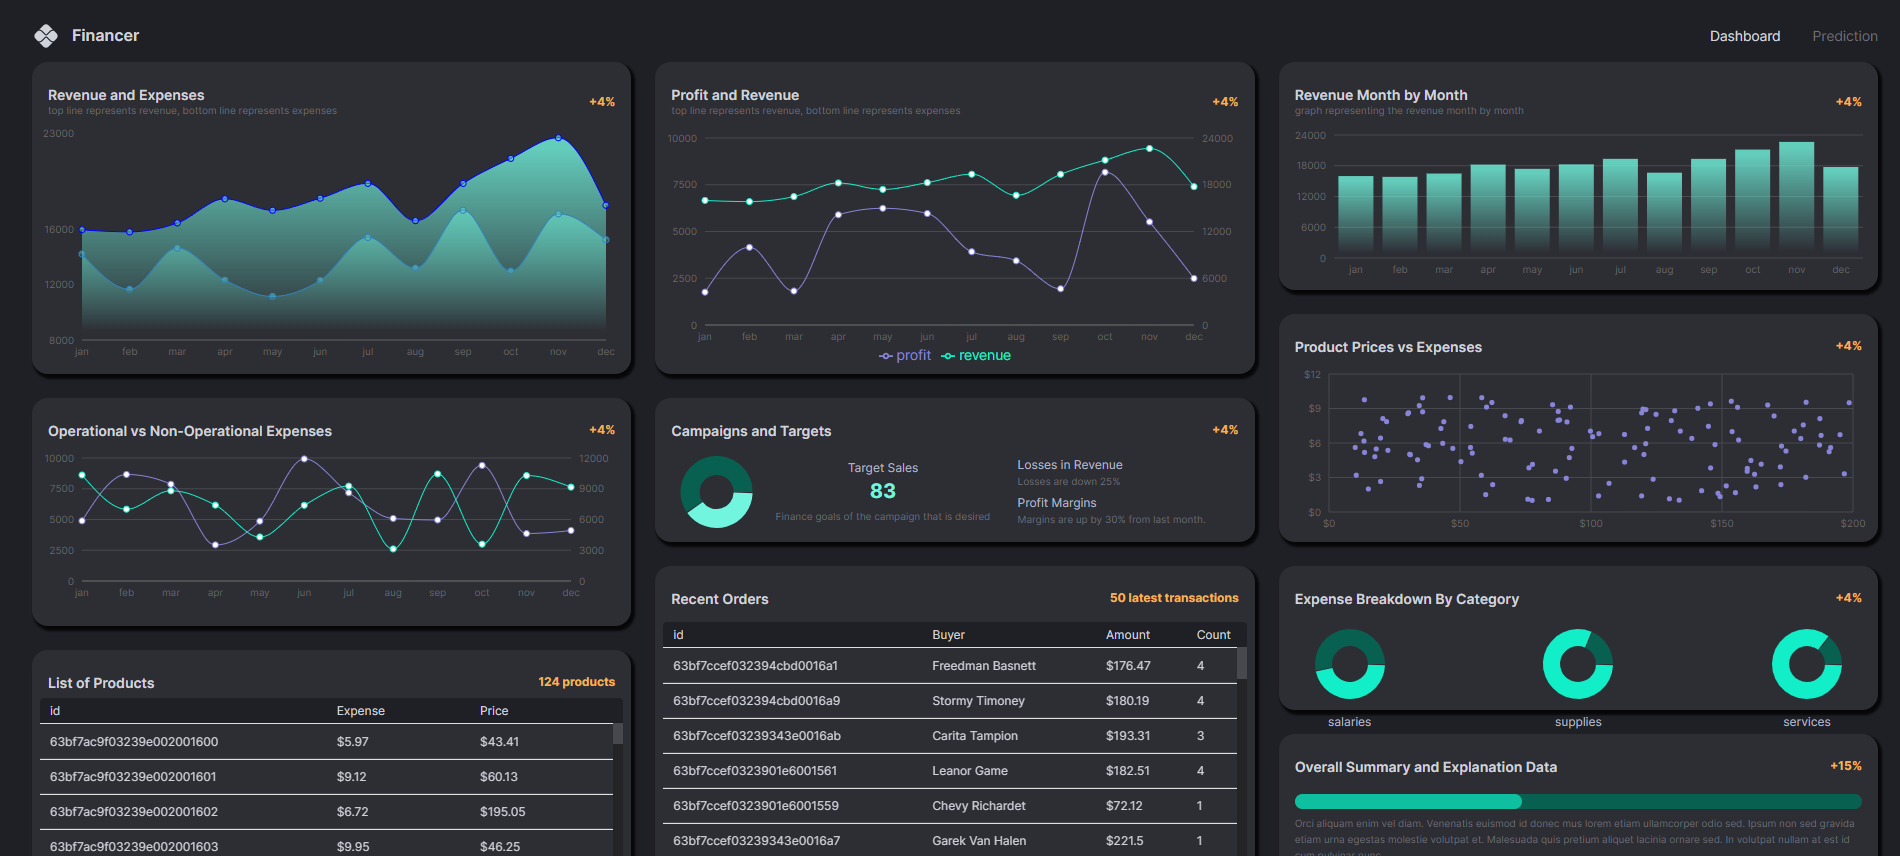 Financer
Dashboard
Prediction
Revenue and Expenses
top line represents revenue, bottom line represents expenses
+4%
23000
16000
12000
8000
jan feb mar apr may jun jul aug sep oct nov dec
Profit and Revenue
top line represents revenue, bottom line represents expenses
+4%
10000 24000
7500 18000
5000 12000
2500 6000
0 0
jan feb mar apr may jun jul aug sep oct nov dec
profit revenue
Revenue Month by Month
graph representing the revenue month by month
+4%
24000
18000
12000
6000
0
jan feb mar apr may jun jul aug sep oct nov dec
Operational vs Non-Operational Expenses
+4%
10000 12000
7500 9000
5000 6000
2500 3000
0 0
jan feb mar apr may jun jul aug sep oct nov dec
Campaigns and Targets
+4%
Target Sales
83
Finance goals of the campaign that is desired
Losses in Revenue
Losses are down 25%
Profit Margins
Margins are up by 30% from last month.
Product Prices vs Expenses
+4%
$12
$9
$6
$3
$0
$0 $50 $100 $150 $200
List of Products
124 products
id Expense Price
63bf7ac9f03239e002001600 $5.97 $43.41
63bf7ac9f03239e002001601 $9.12 $60.13
63bf7ac9f03239e002001602 $6.72 $195.05
63bf7ac9f03239e002001603 $9.95 $46.25
Recent Orders
50 latest transactions
id Buyer Amount Count
63bf7ccef032394cbd0016a1 Freedman Basnett $176.47 4
63bf7ccef032394cbd0016a9 Stormy Timoney $180.19 4
63bf7ccef03239343e0016ab Carita Tampion $193.31 3
63bf7ccef0323901e6001561 Leanor Game $182.51 4
63bf7ccef0323901e6001559 Chevy Richardet $72.12 1
63bf7ccef03239343e0016a7 Garek Van Halen $221.5 1
Expense Breakdown By Category
+4%
salaries supplies services
Overall Summary and Explanation Data
+15%
Orci aliquam enim vel diam. Venenatis euismod id donec mus lorem etiam ullamcorper odio sed. Ipsum non sed gravida
etiam urna egestas molestie volutpat et. Malesuada quis pretium aliquet lacinia ornare sed. In volutpat nullam at est id
cum pulvinar nunc.